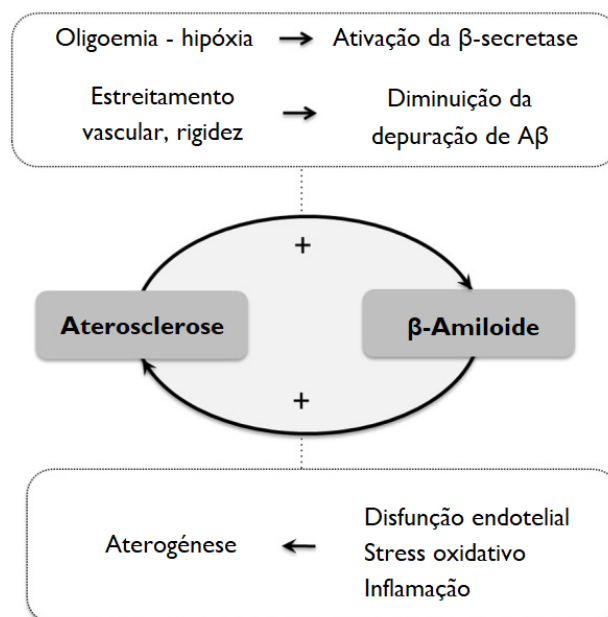 Oligoemia - hipóxia → Ativação da β-secretase
Estreitamento
vascular, rigidez → Diminuição da
depuração de Aβ
+
Aterosclerose
β-Amiloide
+
Aterogénese ←
Disfunção endotelial
Stress oxidativo
Inflamação